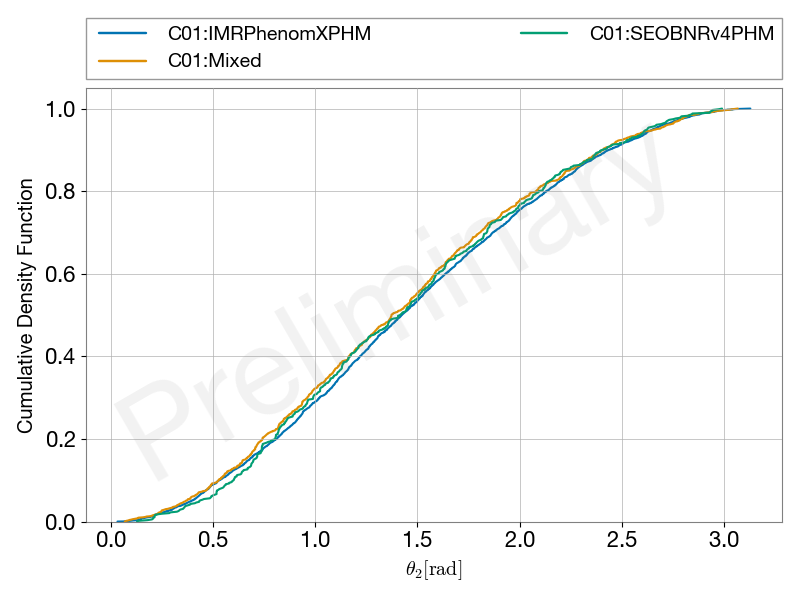 C01:IMRPhenomXPHM
C01:Mixed
C01:SEOBNRv4PHM
Cumulative Density Function
1.0
0.8
0.6
0.4
0.2
0.0
Preliminary
0.0 0.5 1.0 1.5 2.0 2.5 3.0
θ₂[rad]